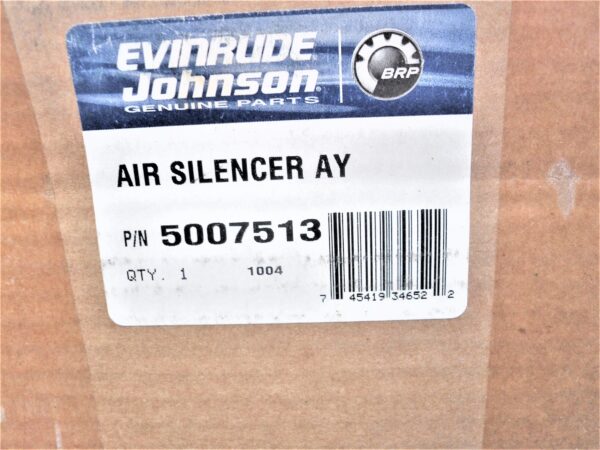 EVINRUDE
Johnson
GENUINE PARTS
BRP
AIR SILENCER AY
P/N 5007513
QTY. 1 1004
7 45419 34652 2